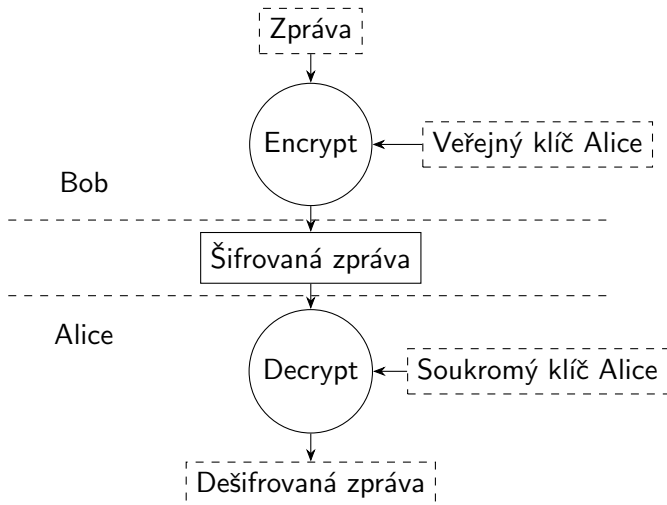 Zpráva
Encrypt
Veřejný klíč Alice
Bob
Šifrovaná zpráva
Alice
Decrypt
Soukromý klíč Alice
Dešifrovaná zpráva